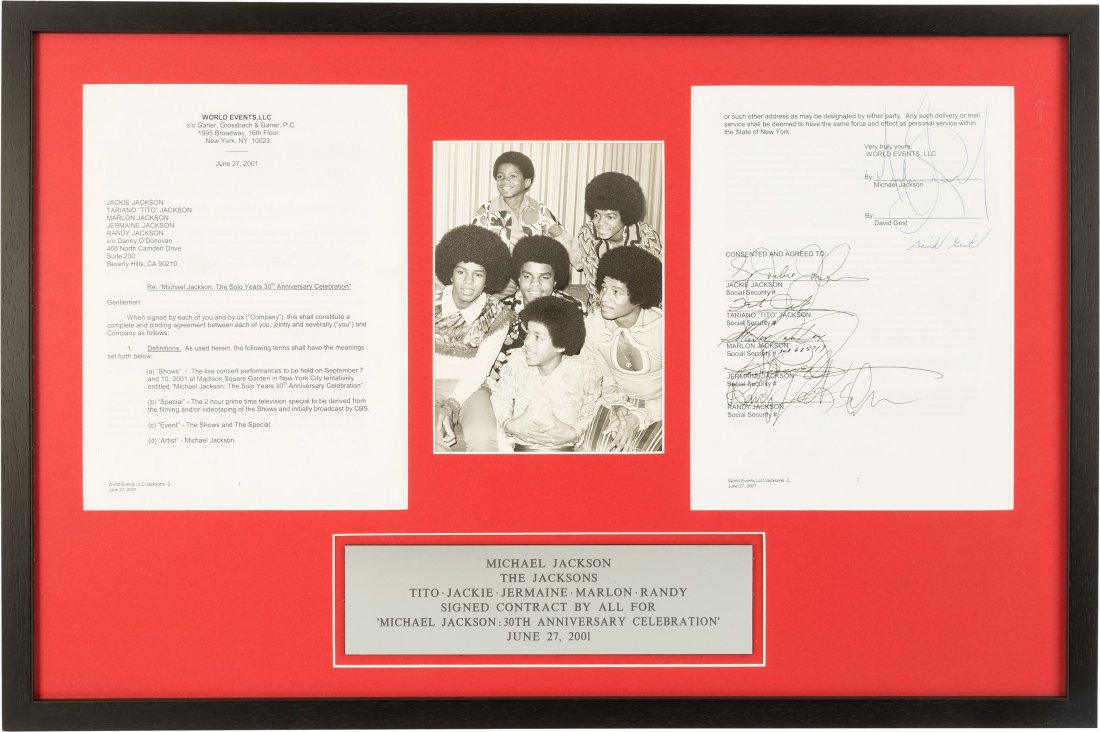 WORLD EVENTS,LLC
c/o Ganer, Grossbach & Ganer, P.C.
1995 Broadway, 16th Floor
New York, NY 10023
June 27, 2001
JACKIE JACKSON
TARIANO "TITO" JACKSON
MARLON JACKSON
JERMAINE JACKSON
RANDY JACKSON
c/o Danny O'Donovan
468 North Camden Drive
Suite 200
Beverly Hills, CA 90210
Re: "Michael Jackson: The Solo Years 30th Anniversary Celebration"
Gentlemen:
When signed by each of you and by us ("Company"), this shall constitute a
complete and binding agreement between each of you, jointly and severally ("you") and
Company as follows:
1. Definitions. As used herein, the following terms shall have the meanings
set forth below:
(a) "Shows" - The live concert performances to be held on September 7
and 10, 2001 at Madison Square Garden in New York City tentatively
entitled "Michael Jackson: The Solo Years 30th Anniversary Celebration".
(b) "Special" - The 2 hour prime time television special to be derived from
the filming and/or videotaping of the Shows and initially broadcast by CBS.
(c) "Event" - The Shows and The Special.
(d) "Artist" - Michael Jackson.
World Events LLC/Jacksons -2
June 27, 2001
1
or such other address as may be designated by either party. Any such delivery or mail
service shall be deemed to have the same force and effect as personal service within
the State of New York.
Very truly yours,
WORLD EVENTS, LLC
By:
Michael Jackson
By:
David Gest
David Gest
CONSENTED AND AGREED TO:
Jackie Jackson
JACKIE JACKSON
Social Security #
Tito Jackson
TARIANO "TITO" JACKSON
Social Security #
MARLON JACKSON
Social Security #
JERMAINE JACKSON
Social Security #
Randy Jackson
RANDY JACKSON
Social Security #
World Events LLC/Jacksons -2
June 27, 2001
7
MICHAEL JACKSON
THE JACKSONS
TITO·JACKIE·JERMAINE·MARLON·RANDY
SIGNED CONTRACT BY ALL FOR
'MICHAEL JACKSON: 30TH ANNIVERSARY CELEBRATION'
JUNE 27, 2001